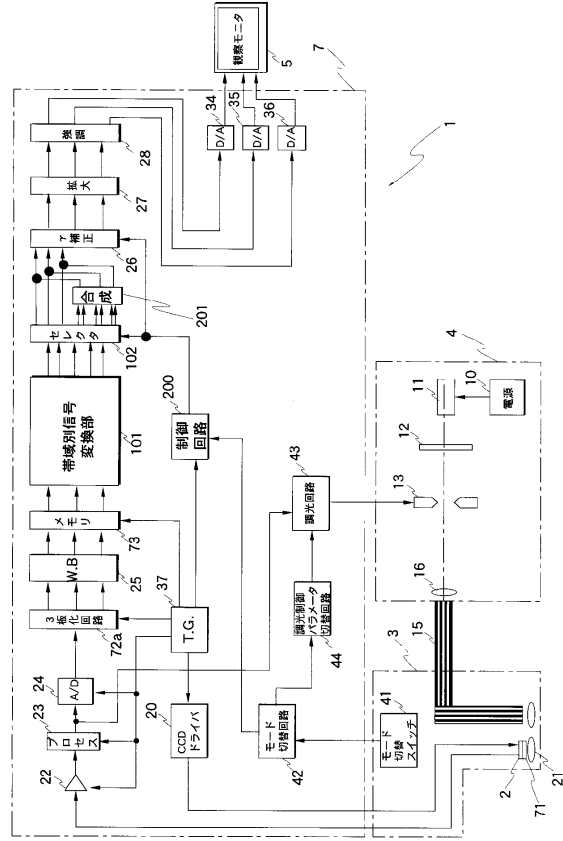 1
7
観察モニタ
5
34
D/A
35
D/A
36
D/A
強調
28
拡大
27
γ補正
26
合成
201
セレクタ
102
帯域別信号
変換部
101
メモリ
73
W.B
25
3板化回路
72a
A/D
24
プロセス
23
22
T.G.
37
制御
回路
200
CCD
ドライバ
20
モード
切替回路
42
調光制御
パラメータ
切替回路
44
調光回路
43
モード
切替
スイッチ
41
3
2
71
21
15
16
4
13
12
11
電源
10